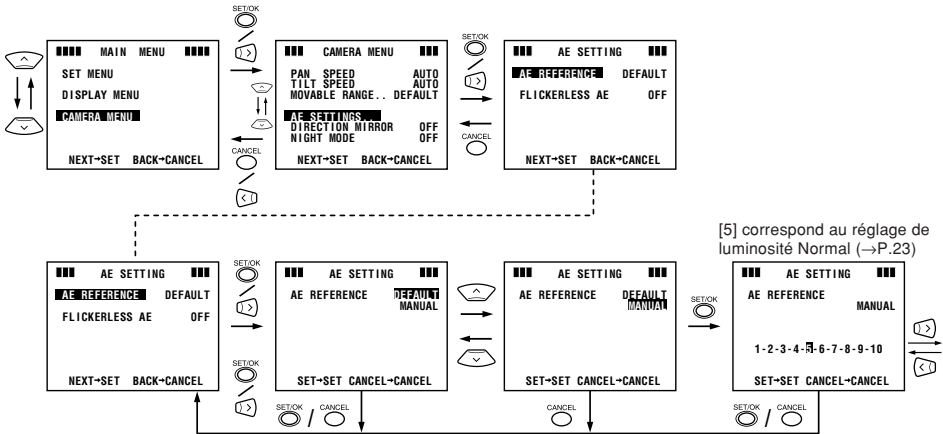 SET/OK
MAIN MENU
SET MENU
DISPLAY MENU
CAMERA MENU
NEXT→SET BACK→CANCEL
CANCEL
CAMERA MENU
PAN SPEED AUTO
TILT SPEED AUTO
MOVABLE RANGE.. DEFAULT
AE SETTINGS..
DIRECTION MIRROR OFF
NIGHT MODE OFF
NEXT→SET BACK→CANCEL
SET/OK
CANCEL
AE SETTING
AE REFERENCE DEFAULT
FLICKERLESS AE OFF
NEXT→SET BACK→CANCEL
[5] correspond au réglage de
luminosité Normal (→P.23)
AE SETTING
AE REFERENCE DEFAULT
FLICKERLESS AE OFF
NEXT→SET BACK→CANCEL
SET/OK
SET/OK
AE SETTING
AE REFERENCE DEFAULT
MANUAL
SET→SET CANCEL→CANCEL
SET/OK / CANCEL
AE SETTING
AE REFERENCE DEFAULT
MANUAL
SET→SET CANCEL→CANCEL
CANCEL
SET/OK
AE SETTING
AE REFERENCE
MANUAL
1-2-3-4-5-6-7-8-9-10
SET→SET CANCEL→CANCEL
SET/OK / CANCEL